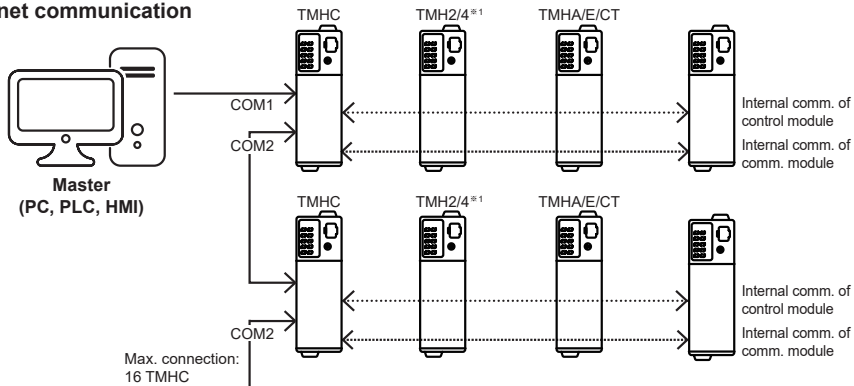 net communication
TMHC
TMH2/4※1
TMHA/E/CT
COM1
COM2
Internal comm. of
control module
Internal comm. of
comm. module
Master
(PC, PLC, HMI)
TMHC
TMH2/4※1
TMHA/E/CT
COM2
Internal comm. of
control module
Internal comm. of
comm. module
Max. connection:
16 TMHC